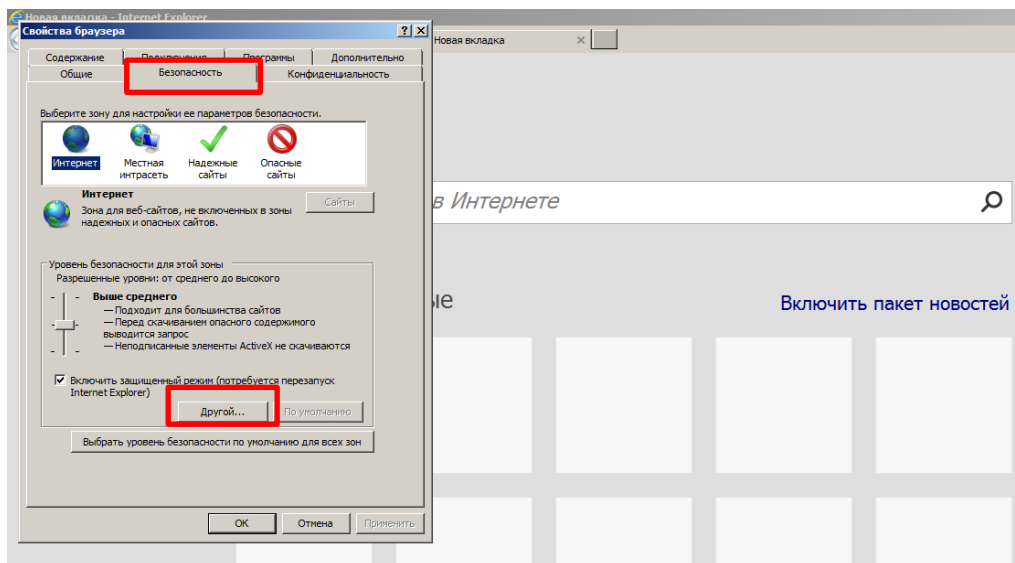 Новая вкладка - Internet Explorer
Свойства браузера
Новая вкладка
Содержание Подключения Программы Дополнительно
Общие Безопасность Конфиденциальность
Выберите зону для настройки ее параметров безопасности.
Интернет
Местная интрасеть
Надежные сайты
Опасные сайты
Интернет
Сайты
Зона для веб-сайтов, не включенных в зоны
надежных и опасных сайтов.
в Интернете
Уровень безопасности для этой зоны
Разрешенные уровни: от среднего до высокого
Выше среднего
— Подходит для большинства сайтов
— Перед скачиванием опасного содержимого
выводится запрос
— Неподписанные элементы ActiveX не скачиваются
Включить пакет новостей
Включить защищенный режим (потребуется перезапуск
Internet Explorer)
Другой... По умолчанию
Выбрать уровень безопасности по умолчанию для всех зон
ОК Отмена Применить